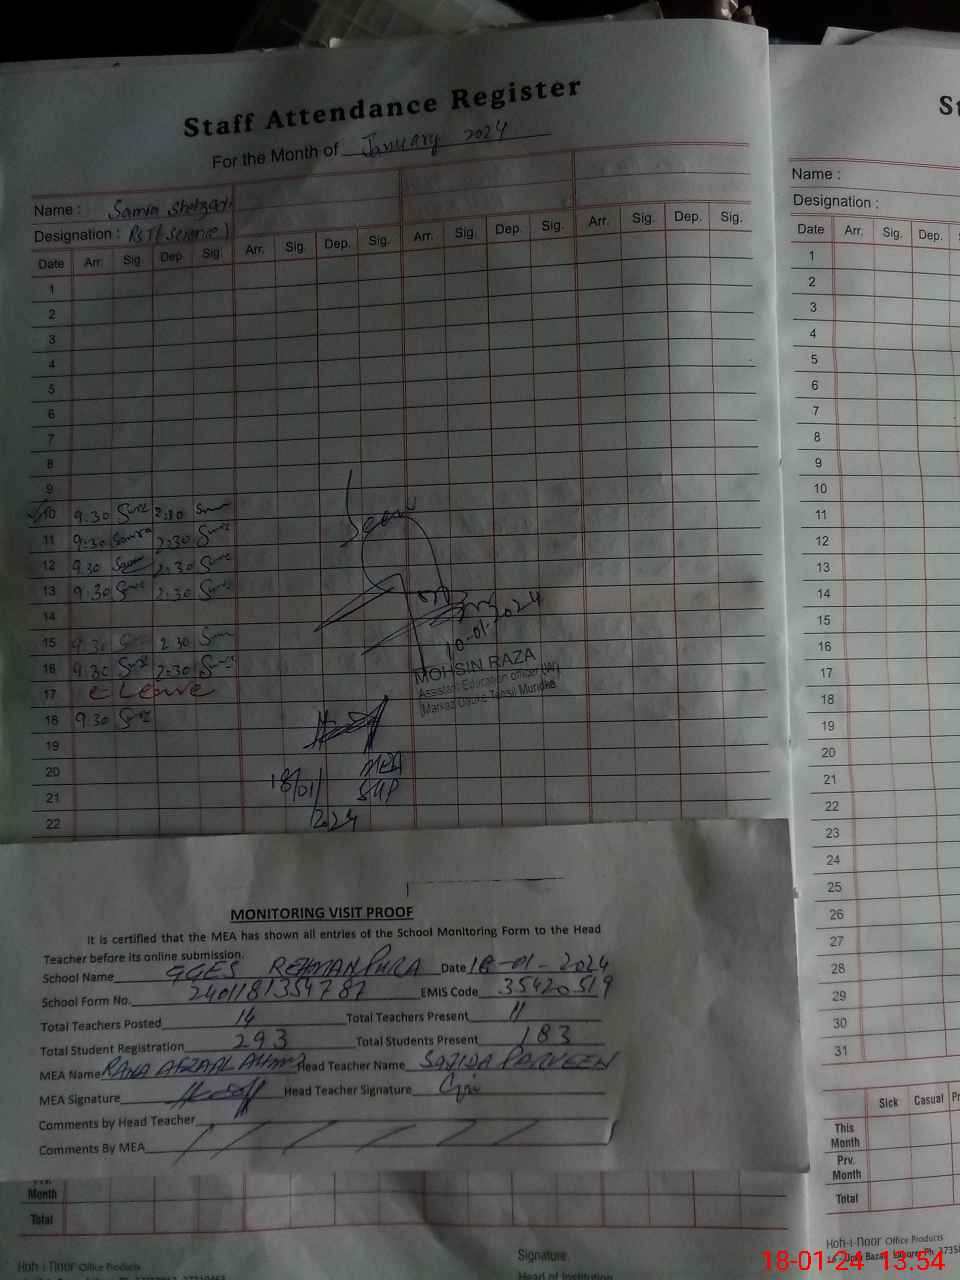 Staff Attendance Register
For the Month of January 2024
Name : Samra Shehzadi
Designation : PST(Science)
Date Arr. Sig. Dep. Sig. Arr. Sig. Dep. Sig. Arr. Sig. Dep. Sig. Arr. Sig. Dep. Sig.
1
2
3
4
5
6
7
8
9
10 9:30 2:30
11 9:30 Samra 2:30
12 9:30 2:30
13 9:30 2:30
14
15 9:30 2:30
16 9:30 2:30
17 C Leave
18 9:30
19
20
21
22
Seen
10-01-2024
MOHSIN RAZA
Assistant Education officer (W)
Markaz Daoke Tehsil Muridke
MEA
SKP
18/01/
2024
MONITORING VISIT PROOF
It is certified that the MEA has shown all entries of the School Monitoring Form to the Head
Teacher before its online submission.
School Name GGES REHMANPURA Date 18-01-2024
School Form No. 2401181354787 EMIS Code 35420519
Total Teachers Posted 14 Total Teachers Present 11
Total Student Registration 293 Total Students Present 183
MEA Name RANA AFZAAL AHMAD Head Teacher Name SAJIDA PARVEEN
MEA Signature Head Teacher Signature
Comments by Head Teacher
Comments By MEA
Month
Total
Koh-i-Noor Office Products
Signature
Head of Institution
St
Name :
Designation :
Date Arr. Sig. Dep.
1
2
3
4
5
6
7
8
9
10
11
12
13
14
15
16
17
18
19
20
21
22
23
24
25
26
27
28
29
30
31
Sick Casual
This
Month
Prv.
Month
Total
Koh-i-Noor Office Products
18-01-24 13:54